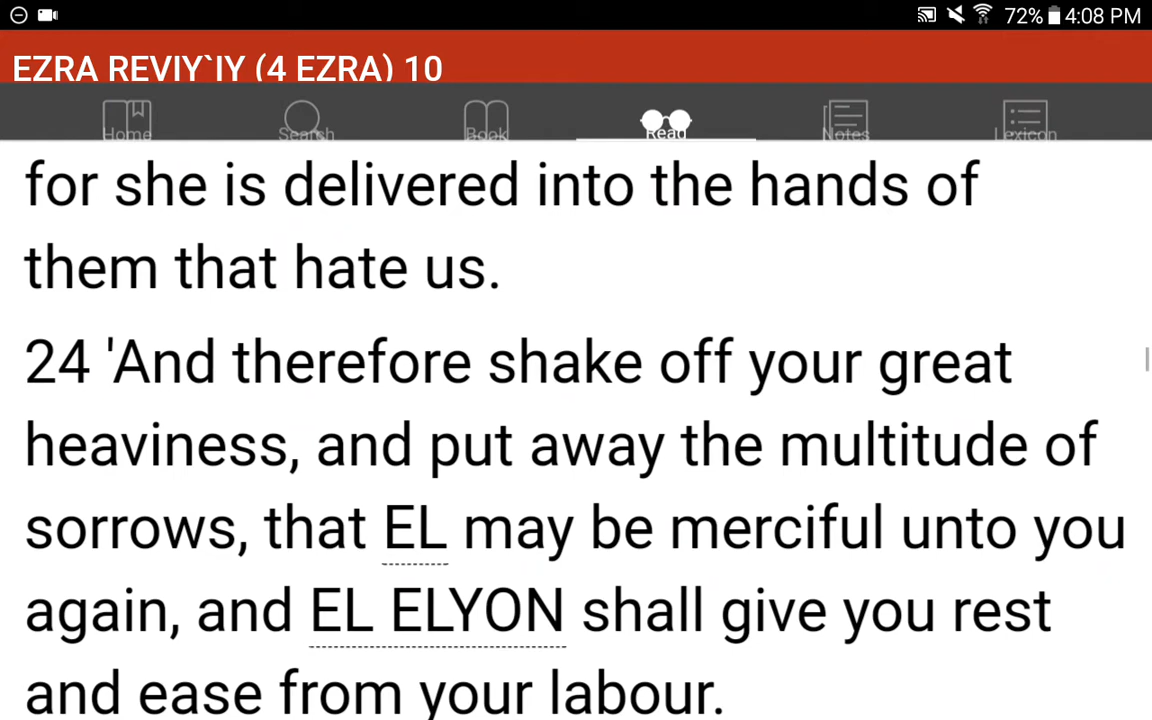 72% 4:08 PM
EZRA REVIY`IY (4 EZRA) 10
Home Search Book Read Notes Lexicon
for she is delivered into the hands of
them that hate us.
24 'And therefore shake off your great
heaviness, and put away the multitude of
sorrows, that EL may be merciful unto you
again, and EL ELYON shall give you rest
and ease from your labour.